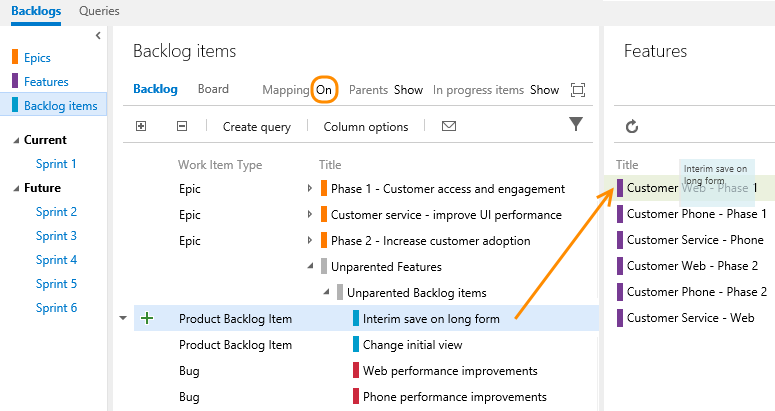 Backlogs Queries
Epics
Features
Backlog items
Current
Sprint 1
Future
Sprint 2
Sprint 3
Sprint 4
Sprint 5
Sprint 6
Backlog items
Backlog Board Mapping On Parents Show In progress items Show
Create query Column options
Work Item Type Title
Epic Phase 1 - Customer access and engagement
Epic Customer service - improve UI performance
Epic Phase 2 - Increase customer adoption
Unparented Features
Unparented Backlog items
Product Backlog Item Interim save on long form
Product Backlog Item Change initial view
Bug Web performance improvements
Bug Phone performance improvements
Features
Title
Interim save on
long form
Customer Web - Phase 1
Customer Phone - Phase 1
Customer Service - Phone
Customer Web - Phase 2
Customer Phone - Phase 2
Customer Service - Web